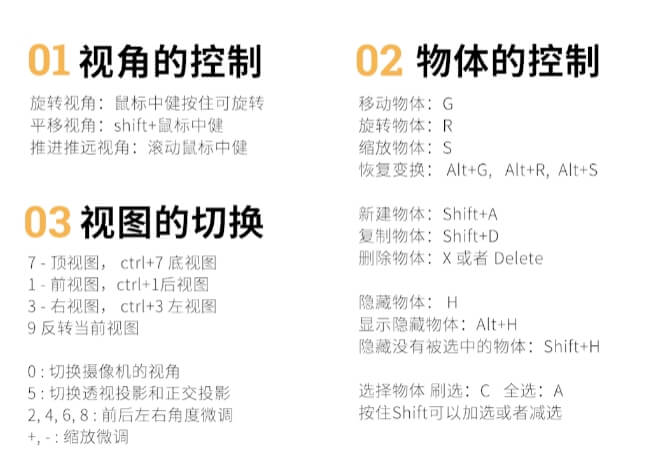 01 视角的控制
旋转视角：鼠标中健按住可旋转
平移视角：shift+鼠标中健
推进推远视角：滚动鼠标中健
03 视图的切换
7 - 顶视图， ctrl+7 底视图
1 - 前视图，ctrl+1后视图
3 - 右视图， ctrl+3 左视图
9 反转当前视图
0 : 切换摄像机的视角
5 : 切换透视投影和正交投影
2, 4, 6, 8 : 前后左右角度微调
+, - : 缩放微调
02 物体的控制
移动物体：G
旋转物体：R
缩放物体：S
恢复变换： Alt+G, Alt+R, Alt+S
新建物体：Shift+A
复制物体：Shift+D
删除物体：X 或者 Delete
隐藏物体： H
显示隐藏物体：Alt+H
隐藏没有被选中的物体：Shift+H
选择物体 刷选：C 全选：A
按住Shift可以加选或者减选